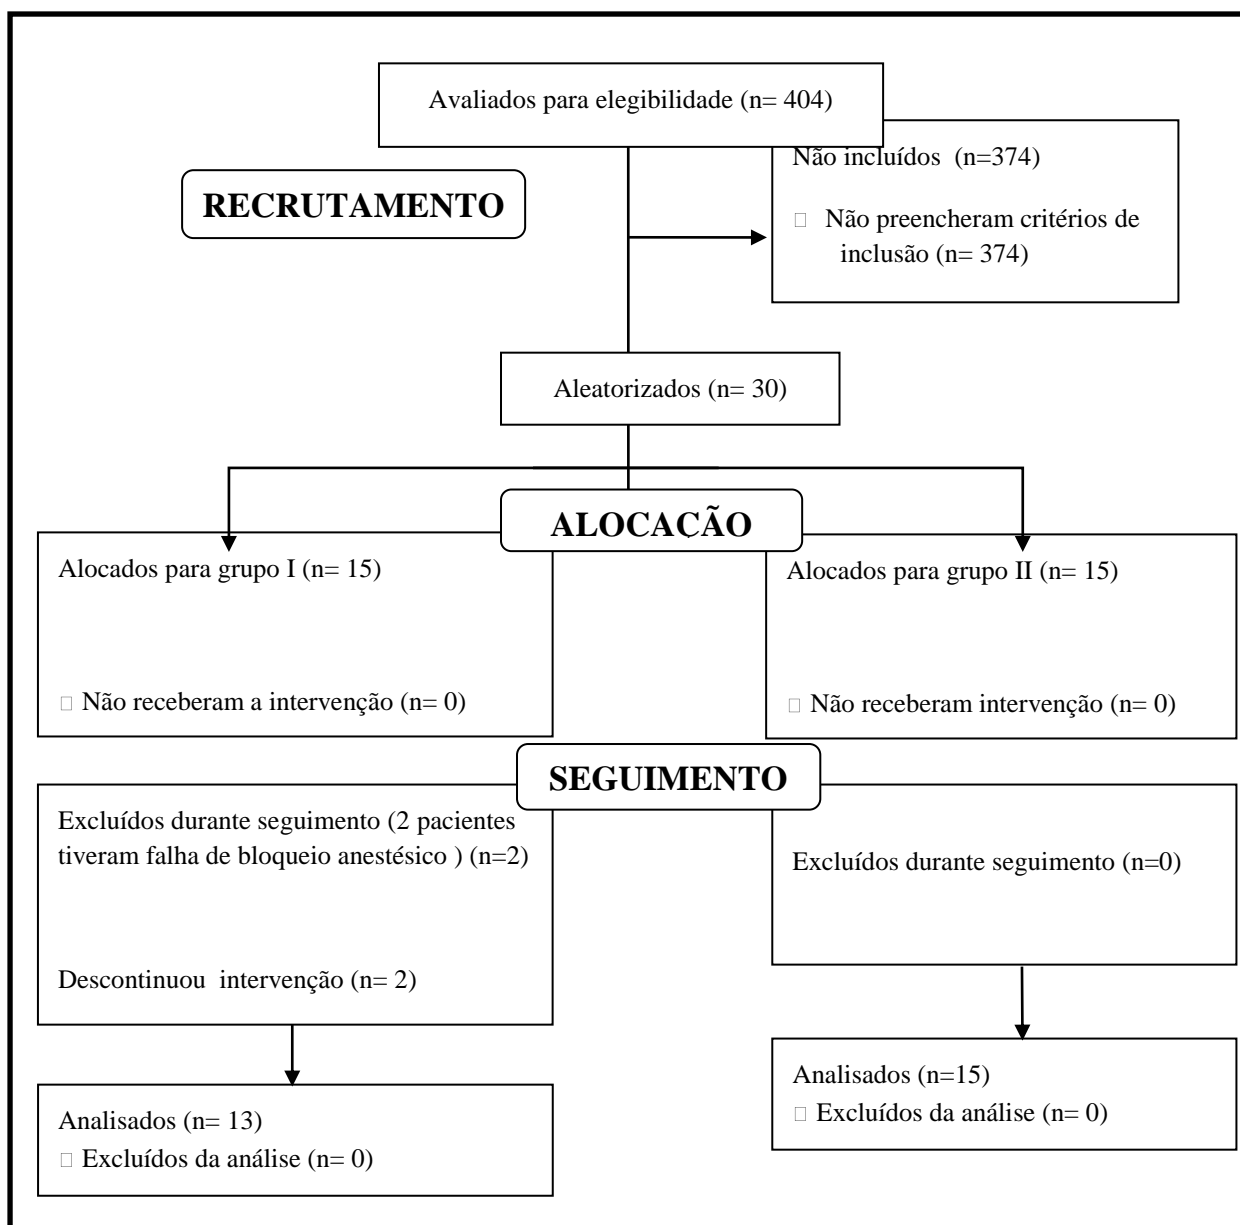 Avaliados para elegibilidade (n= 404)
Não incluídos (n=374)
□ Não preencheram critérios de
inclusão (n= 374)
RECRUTAMENTO
Aleatorizados (n= 30)
ALOCAÇÃO
Alocados para grupo I (n= 15)
□ Não receberam a intervenção (n= 0)
Alocados para grupo II (n= 15)
□ Não receberam intervenção (n= 0)
SEGUIMENTO
Excluídos durante seguimento (2 pacientes
tiveram falha de bloqueio anestésico ) (n=2)
Descontinuou intervenção (n= 2)
Excluídos durante seguimento (n=0)
Analisados (n= 13)
□ Excluídos da análise (n= 0)
Analisados (n=15)
□ Excluídos da análise (n= 0)